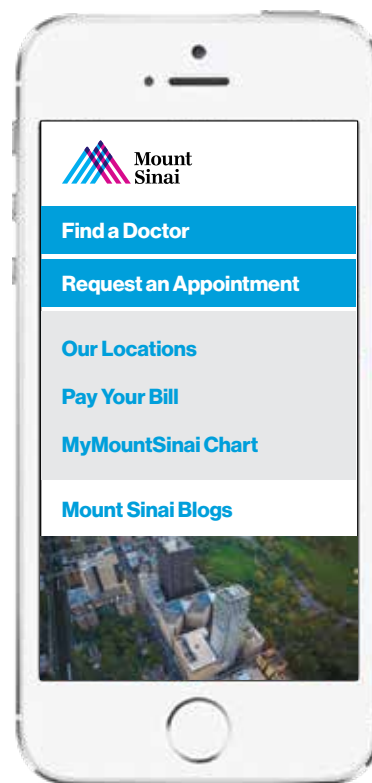 Mount
Sinai
Find a Doctor
Request an Appointment
Our Locations
Pay Your Bill
MyMountSinai Chart
Mount Sinai Blogs